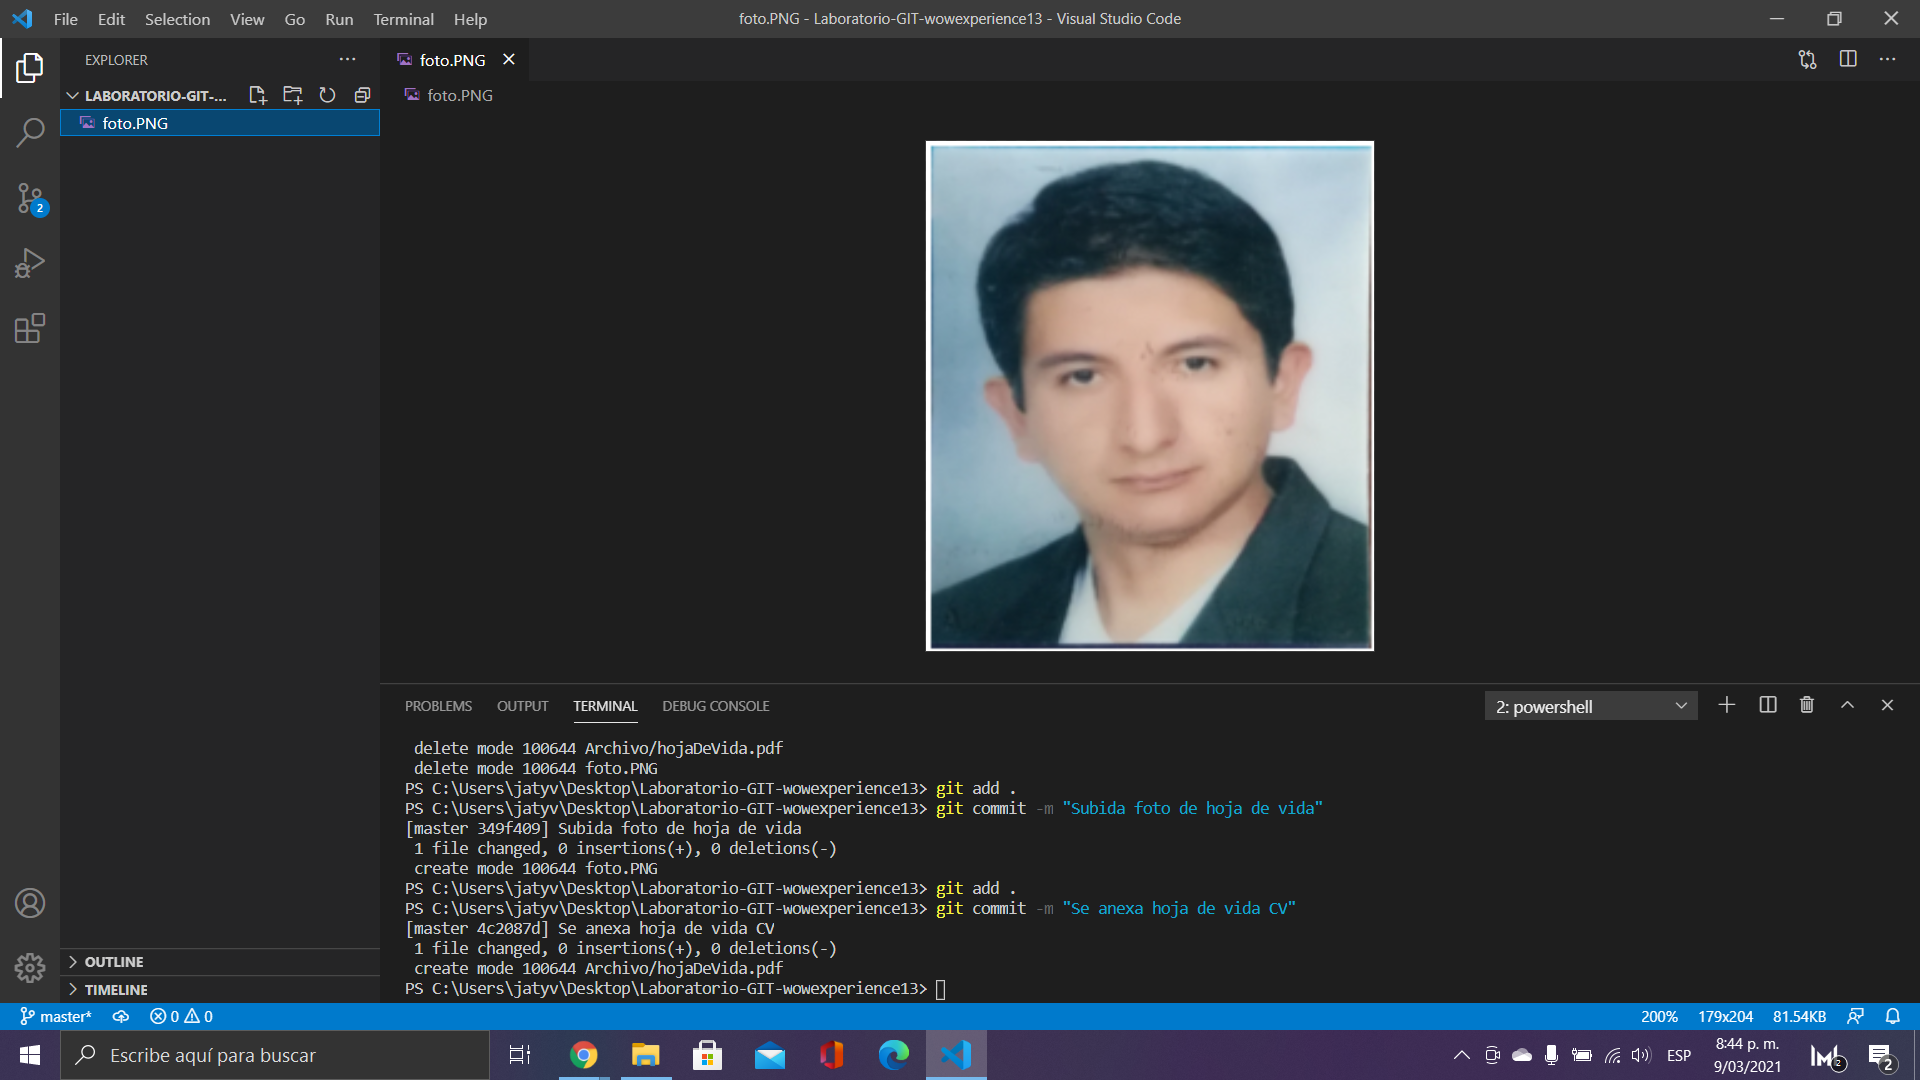 File Edit Selection View Go Run Terminal Help
foto.PNG - Laboratorio-GIT-wowexperience13 - Visual Studio Code
EXPLORER
LABORATORIO-GIT-...
foto.PNG
2
foto.PNG
foto.PNG
PROBLEMS OUTPUT TERMINAL DEBUG CONSOLE
2: powershell
delete mode 100644 Archivo/hojaDeVida.pdf
delete mode 100644 foto.PNG
PS C:\Users\jatyv\Desktop\Laboratorio-GIT-wowexperience13> git add .
PS C:\Users\jatyv\Desktop\Laboratorio-GIT-wowexperience13> git commit -m "Subida foto de hoja de vida"
[master 349f409] Subida foto de hoja de vida
1 file changed, 0 insertions(+), 0 deletions(-)
create mode 100644 foto.PNG
PS C:\Users\jatyv\Desktop\Laboratorio-GIT-wowexperience13> git add .
PS C:\Users\jatyv\Desktop\Laboratorio-GIT-wowexperience13> git commit -m "Se anexa hoja de vida CV"
[master 4c2087d] Se anexa hoja de vida CV
1 file changed, 0 insertions(+), 0 deletions(-)
create mode 100644 Archivo/hojaDeVida.pdf
PS C:\Users\jatyv\Desktop\Laboratorio-GIT-wowexperience13>
OUTLINE
TIMELINE
master* 0 0
200% 179x204 81.54KB
Escribe aquí para buscar
ESP
8:44 p. m.
9/03/2021
2
2